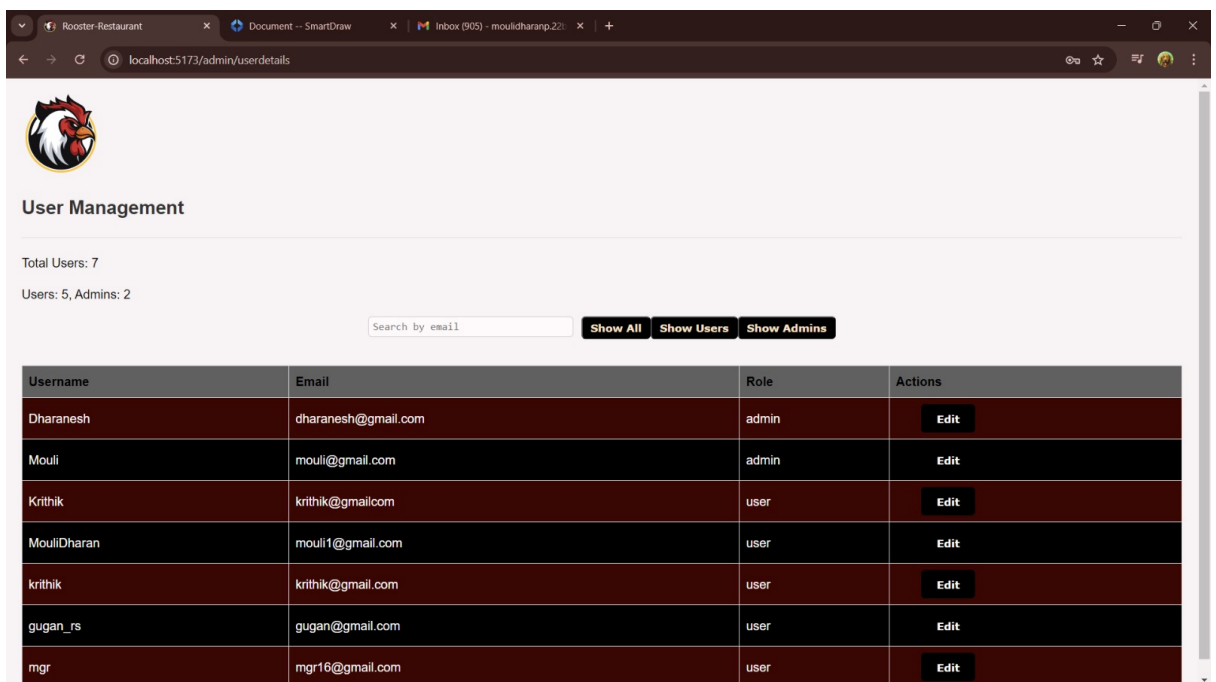 Rooster-Restaurant
Document -- SmartDraw
Inbox (905) - moulidharanp.22
localhost:5173/admin/userdetails
User Management
Total Users: 7
Users: 5, Admins: 2
Search by email Show All Show Users Show Admins
Username Email Role Actions
Dharanesh dharanesh@gmail.com admin Edit
Mouli mouli@gmail.com admin Edit
Krithik krithik@gmailcom user Edit
MouliDharan mouli1@gmail.com user Edit
krithik krithik@gmail.com user Edit
gugan_rs gugan@gmail.com user Edit
mgr mgr16@gmail.com user Edit